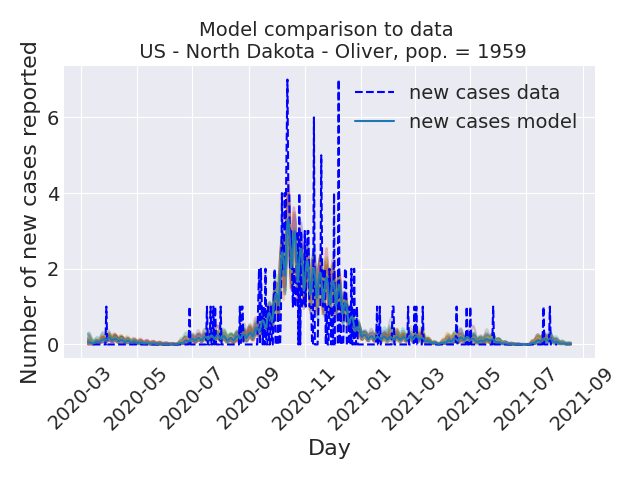 Model comparison to data
US - North Dakota - Oliver, pop. = 1959
Number of new cases reported
6
4
2
0
new cases data
new cases model
2020-03
2020-05
2020-07
2020-09
2020-11
2021-01
2021-03
2021-05
2021-07
2021-09
Day